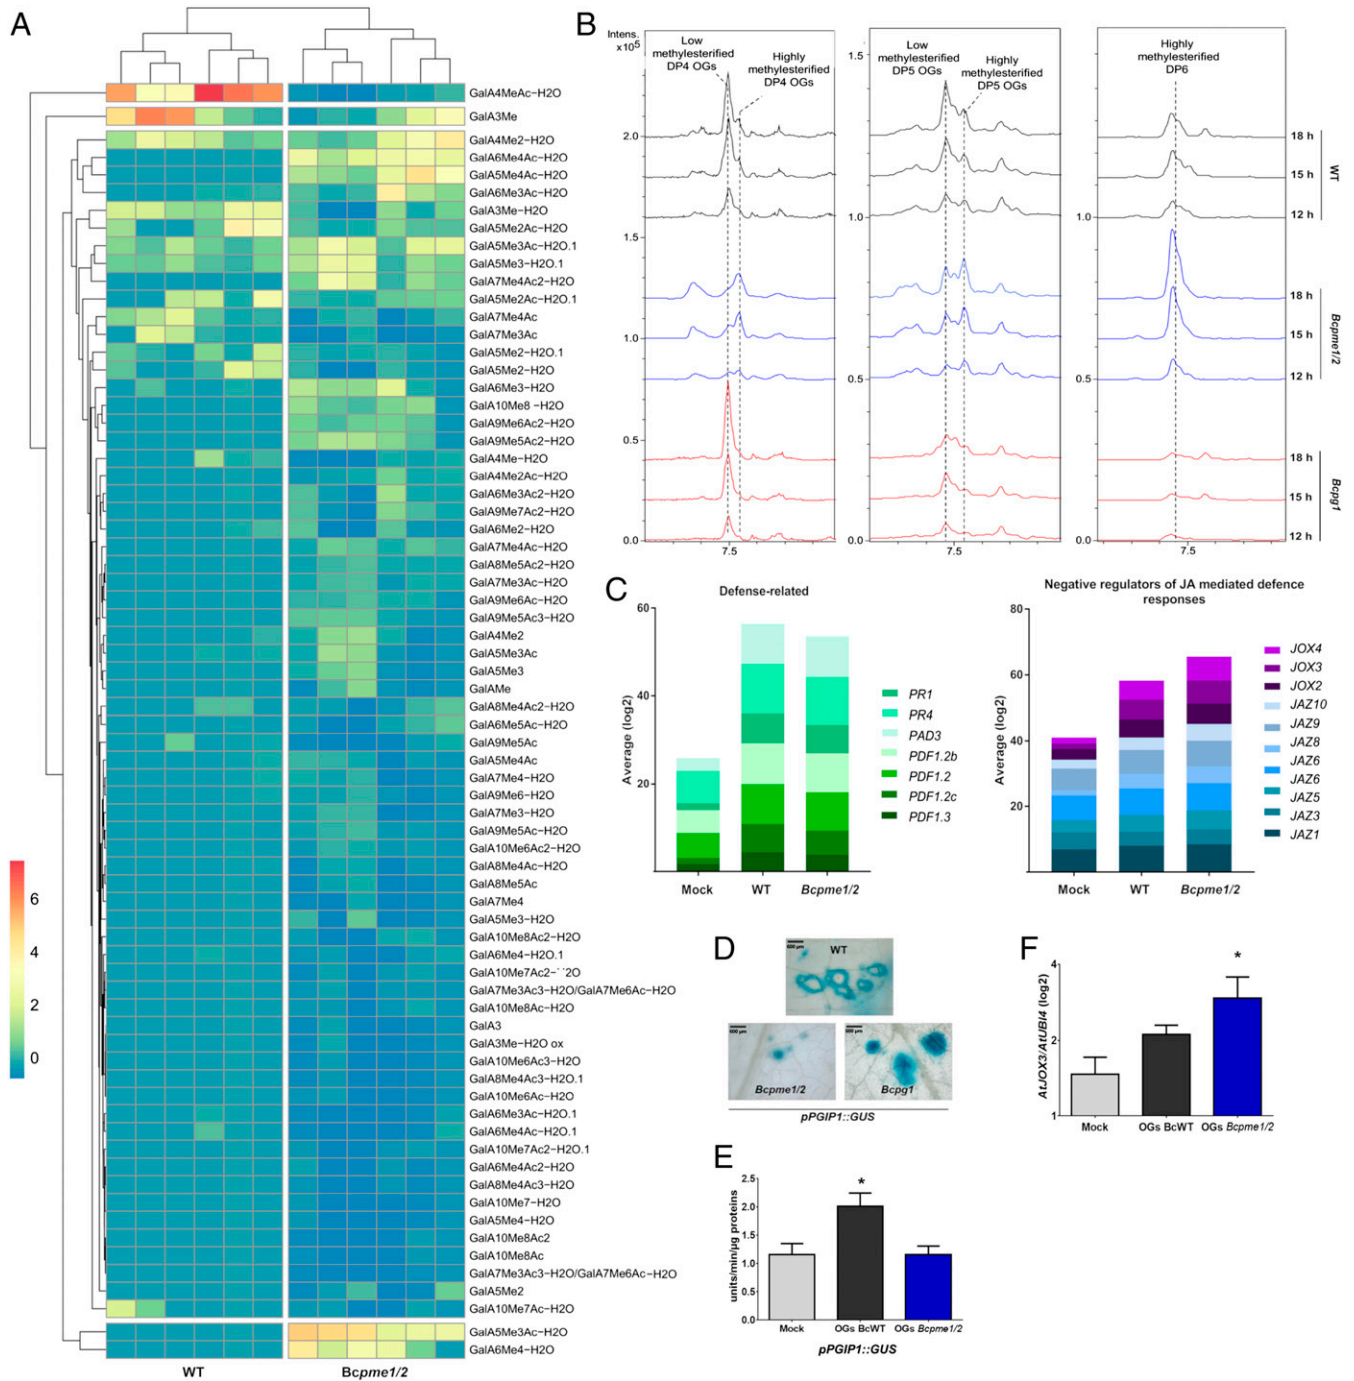 A
GalA4MeAc−H2O
GalA3Me
GalA4Me2−H2O
GalA6Me4Ac−H2O
GalA5Me4Ac−H2O
GalA6Me3Ac−H2O
GalA3Me−H2O
GalA5Me2Ac−H2O
GalA5Me3Ac−H2O.1
GalA5Me3−H2O.1
GalA7Me4Ac2−H2O
GalA5Me2Ac−H2O.1
GalA7Me4Ac
GalA7Me3Ac
GalA5Me2−H2O.1
GalA5Me2−H2O
GalA6Me3−H2O
GalA10Me8 −H2O
GalA9Me6Ac2−H2O
GalA9Me5Ac2−H2O
GalA4Me−H2O
GalA4Me2Ac−H2O
GalA6Me3Ac2−H2O
GalA9Me7Ac2−H2O
GalA6Me2−H2O
GalA7Me4Ac−H2O
GalA8Me5Ac2−H2O
GalA7Me3Ac−H2O
GalA9Me6Ac−H2O
GalA9Me5Ac3−H2O
GalA4Me2
GalA5Me3Ac
GalA5Me3
GalAMe
GalA8Me4Ac2−H2O
GalA6Me5Ac−H2O
GalA9Me5Ac
GalA5Me4Ac
GalA7Me4−H2O
GalA9Me6−H2O
GalA7Me3−H2O
GalA9Me5Ac−H2O
GalA10Me6Ac2−H2O
GalA8Me4Ac−H2O
GalA8Me5Ac
GalA7Me4
GalA5Me3−H2O
GalA10Me8Ac2−H2O
GalA6Me4−H2O.1
GalA10Me7Ac2−˙˙2O
GalA7Me3Ac3−H2O/GalA7Me6Ac−H2O
GalA10Me8Ac−H2O
GalA3
GalA3Me−H2O ox
GalA10Me6Ac3−H2O
GalA8Me4Ac3−H2O.1
GalA10Me6Ac−H2O
GalA6Me3Ac−H2O.1
GalA6Me4Ac−H2O.1
GalA10Me7Ac2−H2O.1
GalA6Me4Ac2−H2O
GalA8Me4Ac3−H2O
GalA10Me7−H2O
GalA5Me4−H2O
GalA10Me8Ac2
GalA10Me8Ac
GalA7Me3Ac3−H2O/GalA7Me6Ac−H2O
GalA5Me2
GalA10Me7Ac−H2O
GalA5Me3Ac−H2O
GalA6Me4−H2O
6
4
2
0
WT
Bcpme1/2
B
Intens.
x10⁵
2.0
1.5
1.0
0.5
0.0
7.5
Low
methylesterified
DP4 OGs
Highly
methylesterified
DP4 OGs
1.5
1.0
0.5
0.0
7.5
Low
methylesterified
DP5 OGs
Highly
methylesterified
DP5 OGs
1.0
0.5
0.0
7.5
Highly
methylesterified
DP6
18 h
15 h
12 h
WT
18 h
15 h
12 h
Bcpme1/2
18 h
15 h
12 h
Bcpg1
C
Defense-related
Average (log2)
60
40
20
Mock
WT
Bcpme1/2
PR1
PR4
PAD3
PDF1.2b
PDF1.2
PDF1.2c
PDF1.3
Negative regulators of JA mediated defence
responses
Average (log2)
80
60
40
20
Mock
WT
Bcpme1/2
JOX4
JOX3
JOX2
JAZ10
JAZ9
JAZ8
JAZ6
JAZ6
JAZ5
JAZ3
JAZ1
D
600 µm
WT
600 µm
Bcpme1/2
600 µm
Bcpg1
pPGIP1::GUS
E
units/min/µg proteins
2.5
2.0
1.5
1.0
0.5
0.0
*
Mock
OGs BcWT
OGs Bcpme1/2
pPGIP1::GUS
F
AtJOX3/AtUBI4 (log2)
4
2
1
*
Mock
OGs BcWT
OGs Bcpme1/2